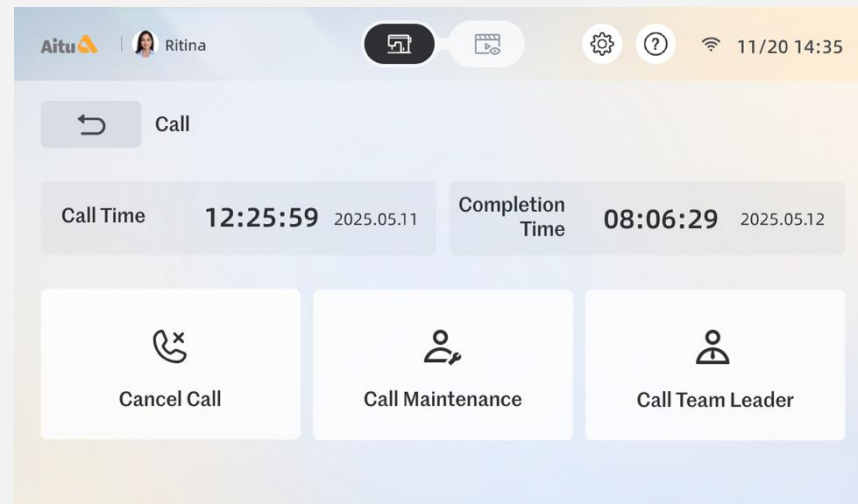 Aitu
Ritina
11/20 14:35
Call
Call Time 12:25:59 2025.05.11
Completion
Time
08:06:29 2025.05.12
Cancel Call
Call Maintenance
Call Team Leader